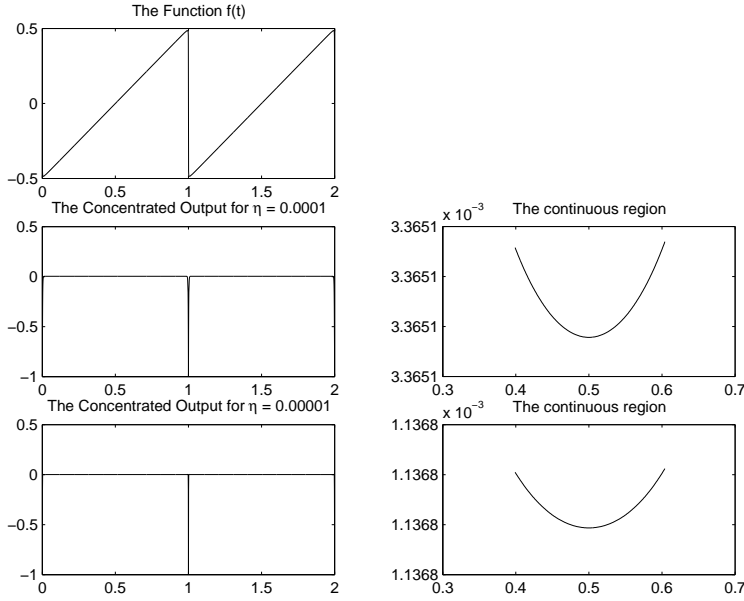 The Function f(t)
0.5
0
−0.5
0 0.5 1 1.5 2
The Concentrated Output for η = 0.0001
0.5
0
−0.5
−1
0 0.5 1 1.5 2
The continuous region
x 10⁻³
3.3651
3.3651
3.3651
3.3651
0.3 0.4 0.5 0.6 0.7
The Concentrated Output for η = 0.00001
0.5
0
−0.5
−1
0 0.5 1 1.5 2
The continuous region
x 10⁻³
1.1368
1.1368
1.1368
1.1368
0.3 0.4 0.5 0.6 0.7